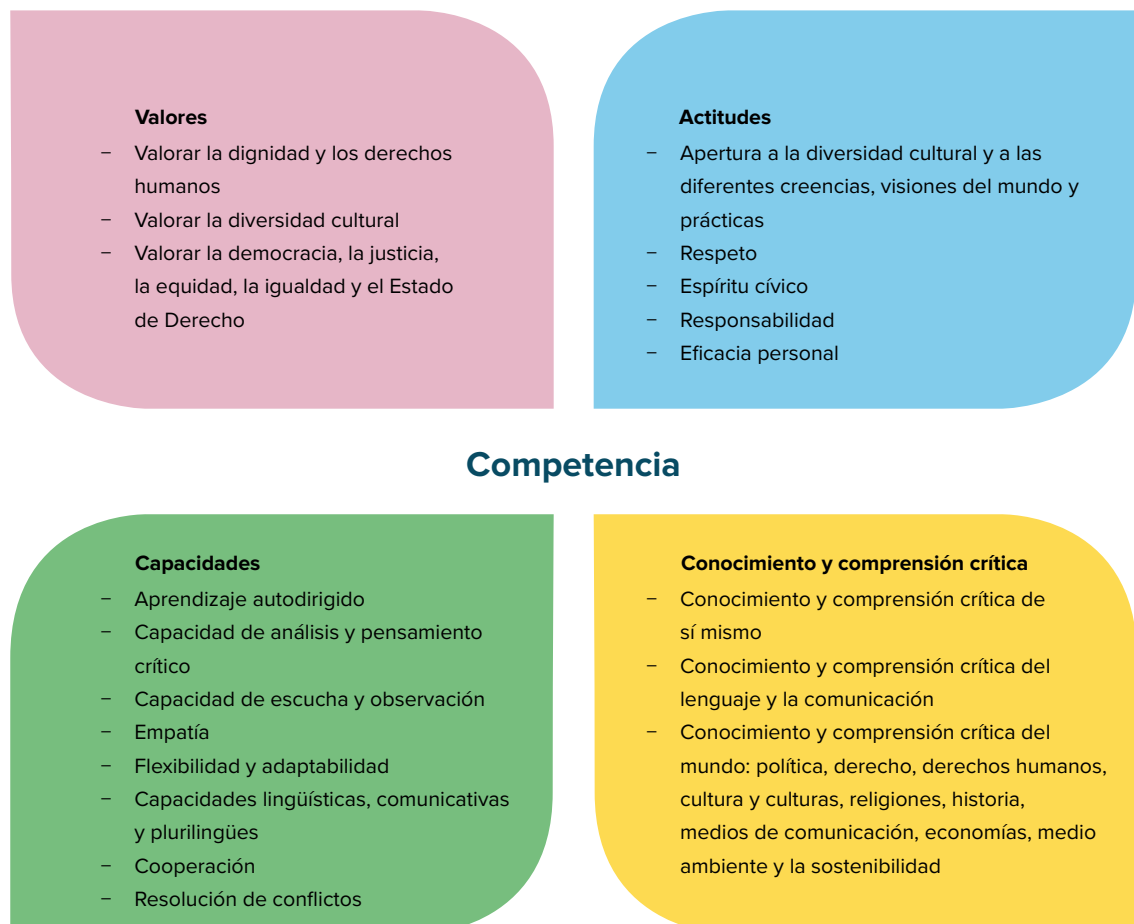 Valores
– Valorar la dignidad y los derechos
humanos
– Valorar la diversidad cultural
– Valorar la democracia, la justicia,
la equidad, la igualdad y el Estado
de Derecho
Actitudes
– Apertura a la diversidad cultural y a las
diferentes creencias, visiones del mundo y
prácticas
– Respeto
– Espíritu cívico
– Responsabilidad
– Eficacia personal
Competencia
Capacidades
– Aprendizaje autodirigido
– Capacidad de análisis y pensamiento
crítico
– Capacidad de escucha y observación
– Empatía
– Flexibilidad y adaptabilidad
– Capacidades lingüísticas, comunicativas
y plurilingües
– Cooperación
– Resolución de conflictos
Conocimiento y comprensión crítica
– Conocimiento y comprensión crítica de
sí mismo
– Conocimiento y comprensión crítica del
lenguaje y la comunicación
– Conocimiento y comprensión crítica del
mundo: política, derecho, derechos humanos,
cultura y culturas, religiones, historia,
medios de comunicación, economías, medio
ambiente y la sostenibilidad